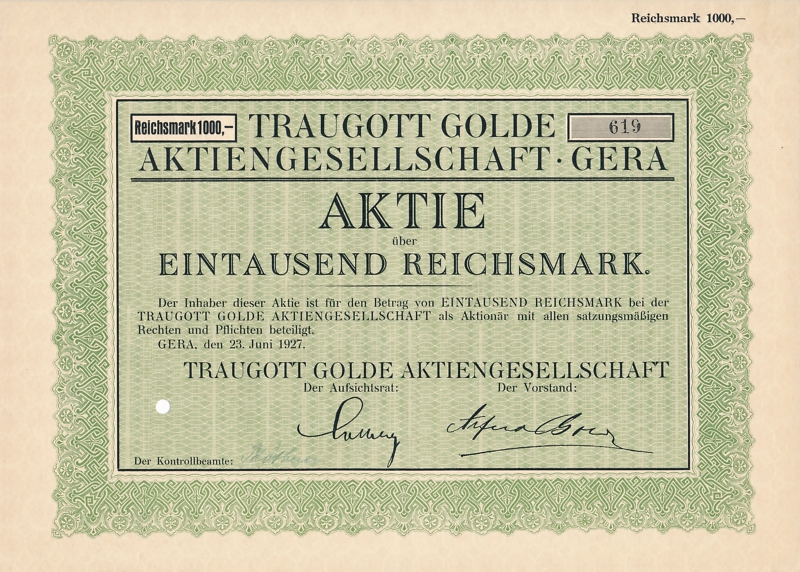 Reichsmark 1000,—
Reichsmark 1000,—
TRAUGOTT GOLDE
619
AKTIENGESELLSCHAFT · GERA
AKTIE
über
EINTAUSEND REICHSMARK.
Der Inhaber dieser Aktie ist für den Betrag von EINTAUSEND REICHSMARK bei der
TRAUGOTT GOLDE AKTIENGESELLSCHAFT als Aktionär mit allen satzungsmäßigen
Rechten und Pflichten beteiligt.
GERA, den 23. Juni 1927.
TRAUGOTT GOLDE AKTIENGESELLSCHAFT
Der Aufsichtsrat: Der Vorstand:
Der Kontrollbeamte: